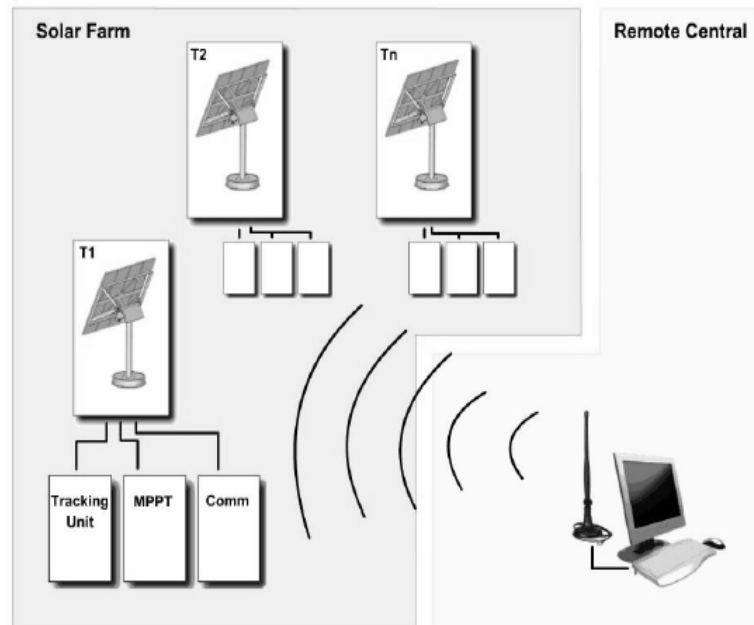 Solar Farm
Remote Central
T2
Tn
T1
Tracking
Unit
MPPT
Comm